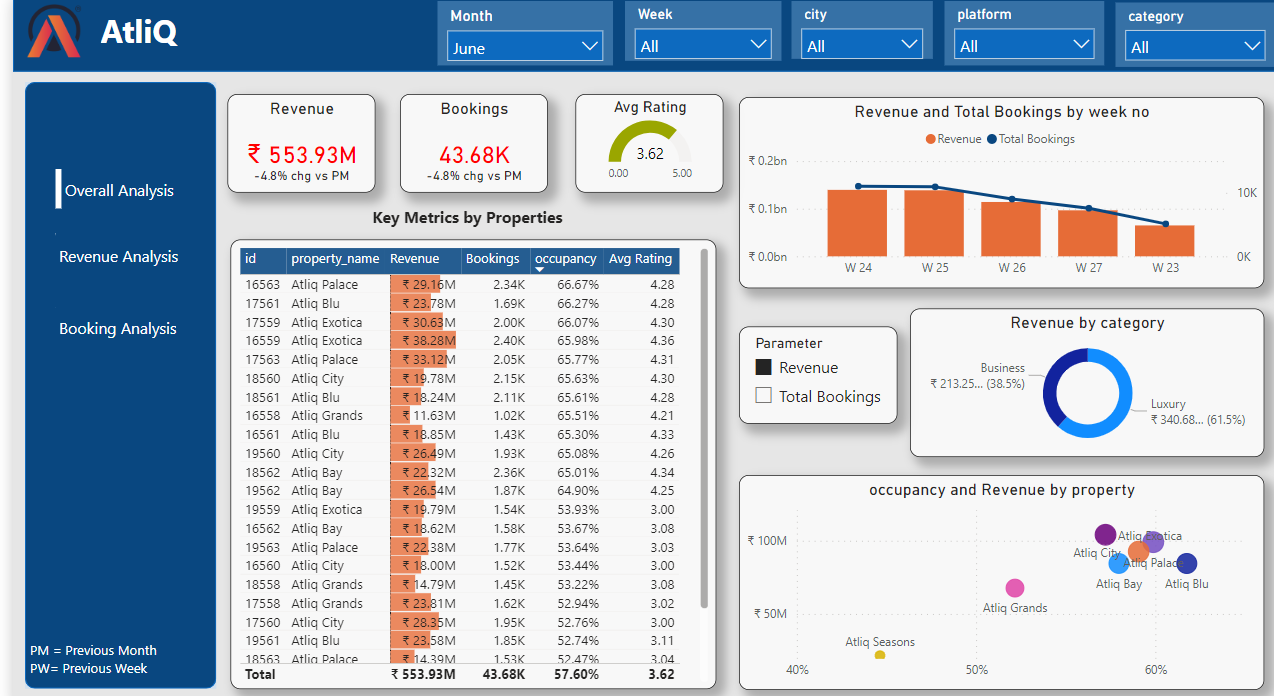 AtliQ
Month
June
Week
All
city
All
platform
All
category
All
Overall Analysis
Revenue Analysis
Booking Analysis
PM = Previous Month
PW= Previous Week
Revenue
₹ 553.93M
-4.8% chg vs PM
Bookings
43.68K
-4.8% chg vs PM
Avg Rating
3.62
0.00 5.00
Key Metrics by Properties
id property_name Revenue Bookings occupancy Avg Rating
16563 Atliq Palace ₹ 29.16M 2.34K 66.67% 4.28
17561 Atliq Blu ₹ 23.78M 1.69K 66.27% 4.28
17559 Atliq Exotica ₹ 30.63M 2.00K 66.07% 4.30
16559 Atliq Exotica ₹ 38.28M 2.40K 65.98% 4.36
17563 Atliq Palace ₹ 33.12M 2.05K 65.77% 4.31
18560 Atliq City ₹ 19.78M 2.15K 65.63% 4.30
18561 Atliq Blu ₹ 18.24M 2.11K 65.61% 4.28
16558 Atliq Grands ₹ 11.63M 1.02K 65.51% 4.21
16561 Atliq Blu ₹ 18.85M 1.43K 65.30% 4.33
19560 Atliq City ₹ 26.49M 1.93K 65.08% 4.26
18562 Atliq Bay ₹ 22.32M 2.36K 65.01% 4.34
19562 Atliq Bay ₹ 26.54M 1.87K 64.90% 4.25
19559 Atliq Exotica ₹ 19.79M 1.54K 53.93% 3.00
16562 Atliq Bay ₹ 18.62M 1.58K 53.67% 3.08
19563 Atliq Palace ₹ 22.38M 1.77K 53.64% 3.03
16560 Atliq City ₹ 18.00M 1.52K 53.44% 3.00
18558 Atliq Grands ₹ 14.79M 1.45K 53.22% 3.08
17558 Atliq Grands ₹ 23.81M 1.62K 52.94% 3.02
17560 Atliq City ₹ 28.35M 1.95K 52.76% 3.00
19561 Atliq Blu ₹ 23.58M 1.85K 52.74% 3.11
18563 Atliq Palace ₹ 14.39M 1.53K 52.47% 3.04
Total ₹ 553.93M 43.68K 57.60% 3.62
Revenue and Total Bookings by week no
Revenue Total Bookings
₹ 0.2bn
₹ 0.1bn
₹ 0.0bn
10K
0K
W 24 W 25 W 26 W 27 W 23
Parameter
Revenue
Total Bookings
Revenue by category
Business
₹ 213.25... (38.5%)
Luxury
₹ 340.68... (61.5%)
occupancy and Revenue by property
₹ 100M
₹ 50M
Atliq Exotica
Atliq City
Atliq Palace
Atliq Bay
Atliq Blu
Atliq Grands
Atliq Seasons
40% 50% 60%